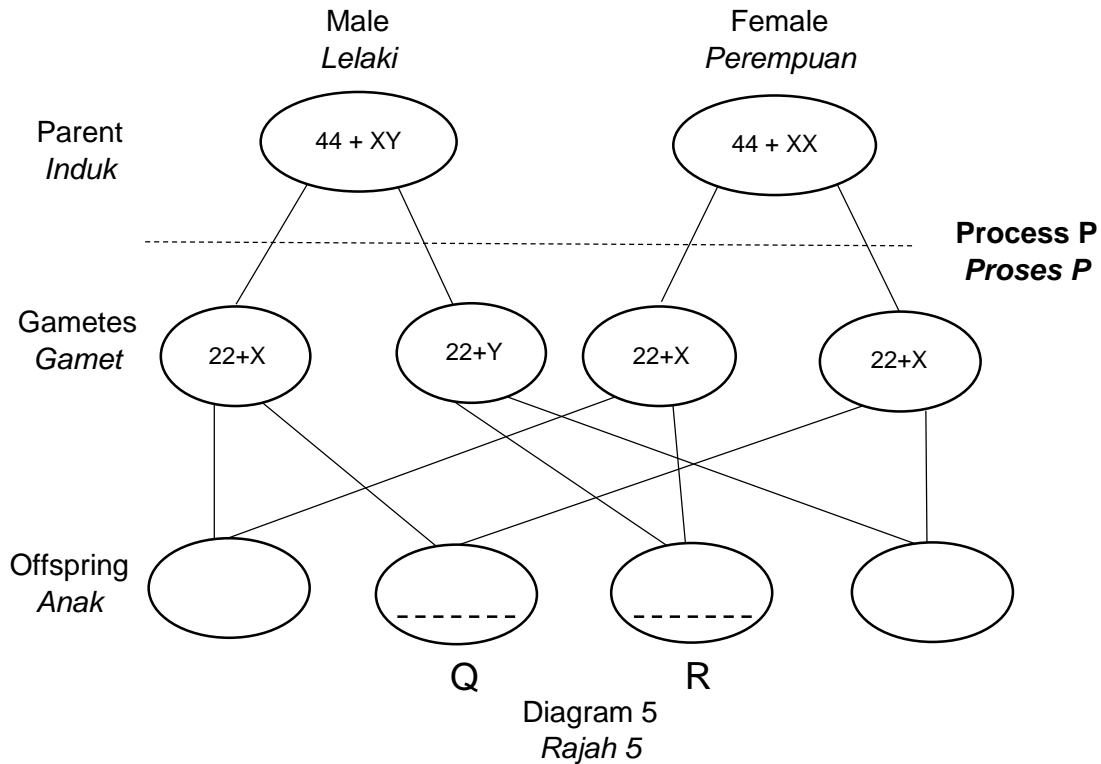 Male
Lelaki
Female
Perempuan
Parent
Induk
44 + XY
44 + XX
Process P
Proses P
Gametes
Gamet
22+X
22+Y
22+X
22+X
Offspring
Anak
Q
R
Diagram 5
Rajah 5